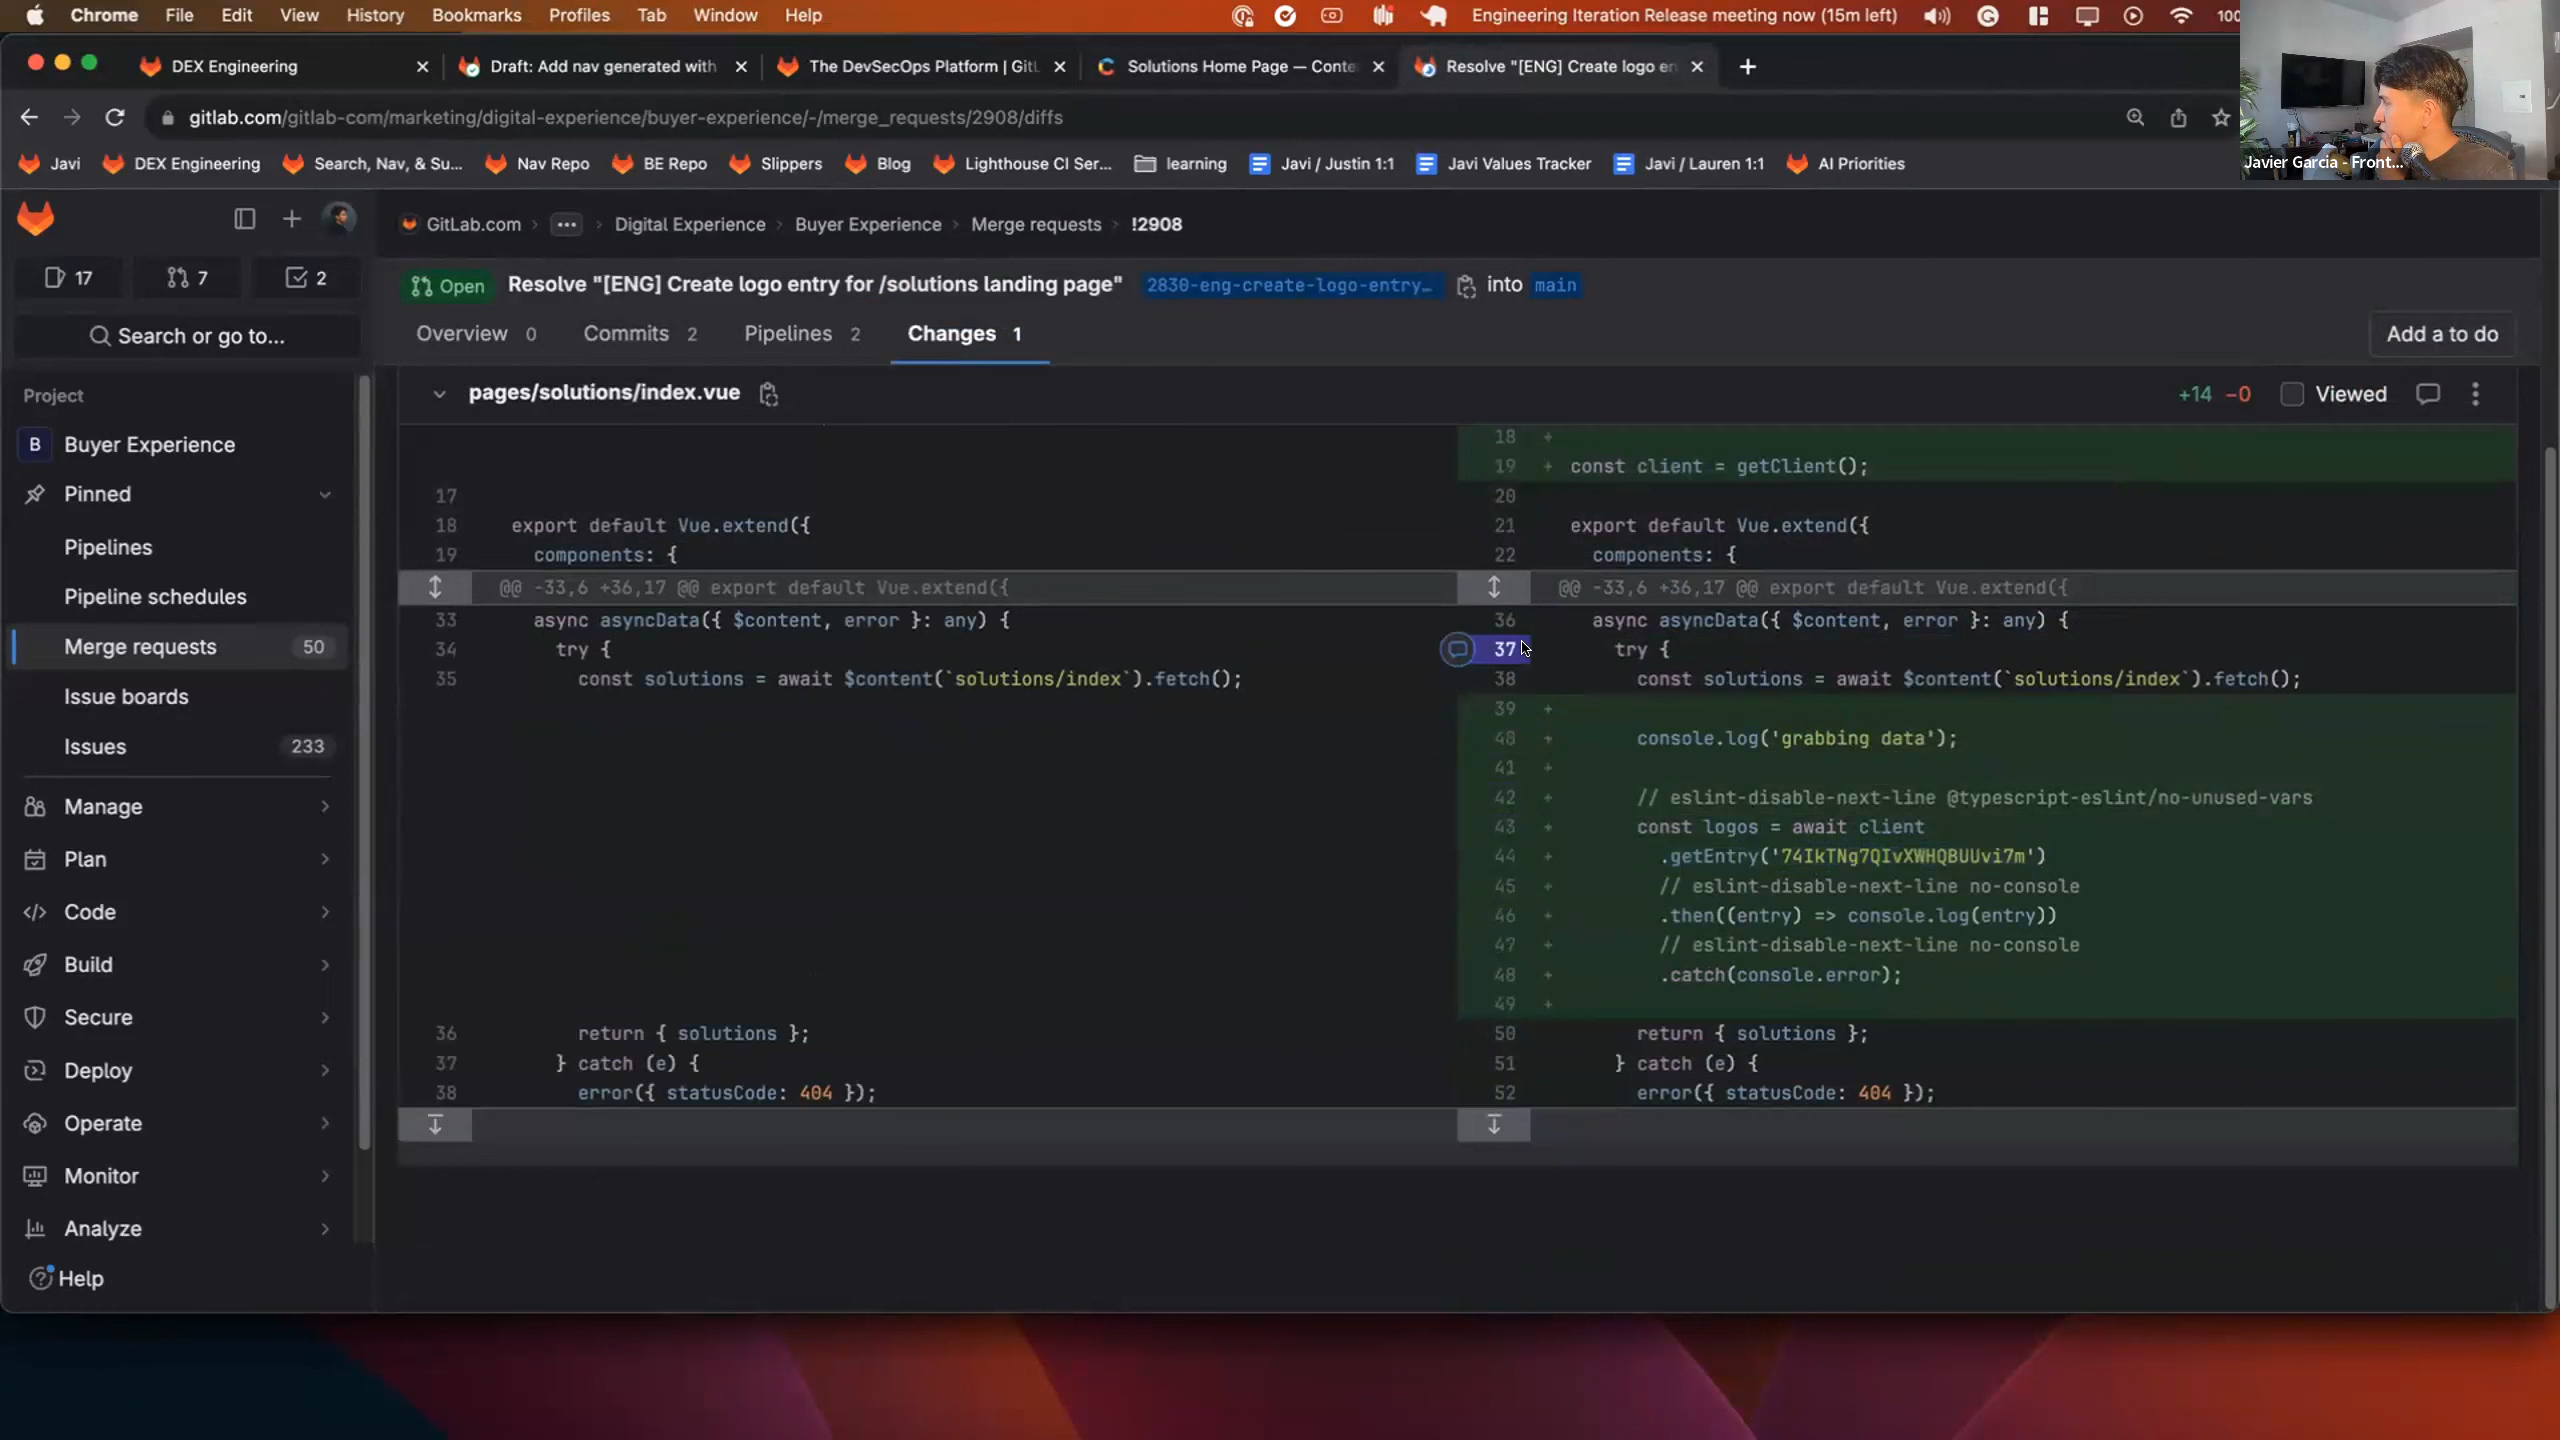 Chrome File Edit View History Bookmarks Profiles Tab Window Help
Engineering Iteration Release meeting now (15m left)
DEX Engineering
Draft: Add nav generated with
The DevSecOps Platform | GitL
Solutions Home Page — Conte
Resolve "[ENG] Create logo en
gitlab.com/gitlab-com/marketing/digital-experience/buyer-experience/-/merge_requests/2908/diffs
Javier Garcia - Front...
Javi DEX Engineering Search, Nav, & Su... Nav Repo BE Repo Slippers Blog Lighthouse CI Ser... learning Javi / Justin 1:1 Javi Values Tracker Javi / Lauren 1:1 AI Priorities
GitLab.com › ... › Digital Experience › Buyer Experience › Merge requests › !2908
17 7 2
Open Resolve "[ENG] Create logo entry for /solutions landing page" 2830-eng-create-logo-entry… into main
Search or go to...
Overview 0 Commits 2 Pipelines 2 Changes 1
Add a to do
Project
B Buyer Experience
Pinned
Pipelines
Pipeline schedules
Merge requests 50
Issue boards
Issues 233
Manage
Plan
Code
Build
Secure
Deploy
Operate
Monitor
Analyze
Help
pages/solutions/index.vue
+14 −0 Viewed
17
18 export default Vue.extend({
19 components: {
@@ -33,6 +36,17 @@ export default Vue.extend({
33 async asyncData({ $content, error }: any) {
34 try {
35 const solutions = await $content(`solutions/index`).fetch();
36 return { solutions };
37 } catch (e) {
38 error({ statusCode: 404 });
18 +
19 + const client = getClient();
20
21 export default Vue.extend({
22 components: {
@@ -33,6 +36,17 @@ export default Vue.extend({
36 async asyncData({ $content, error }: any) {
37 try {
38 const solutions = await $content(`solutions/index`).fetch();
39 +
40 + console.log('grabbing data');
41 +
42 + // eslint-disable-next-line @typescript-eslint/no-unused-vars
43 + const logos = await client
44 + .getEntry('74IkTNg7QIvXWHQBUUvi7m')
45 + // eslint-disable-next-line no-console
46 + .then((entry) => console.log(entry))
47 + // eslint-disable-next-line no-console
48 + .catch(console.error);
49 +
50 return { solutions };
51 } catch (e) {
52 error({ statusCode: 404 });